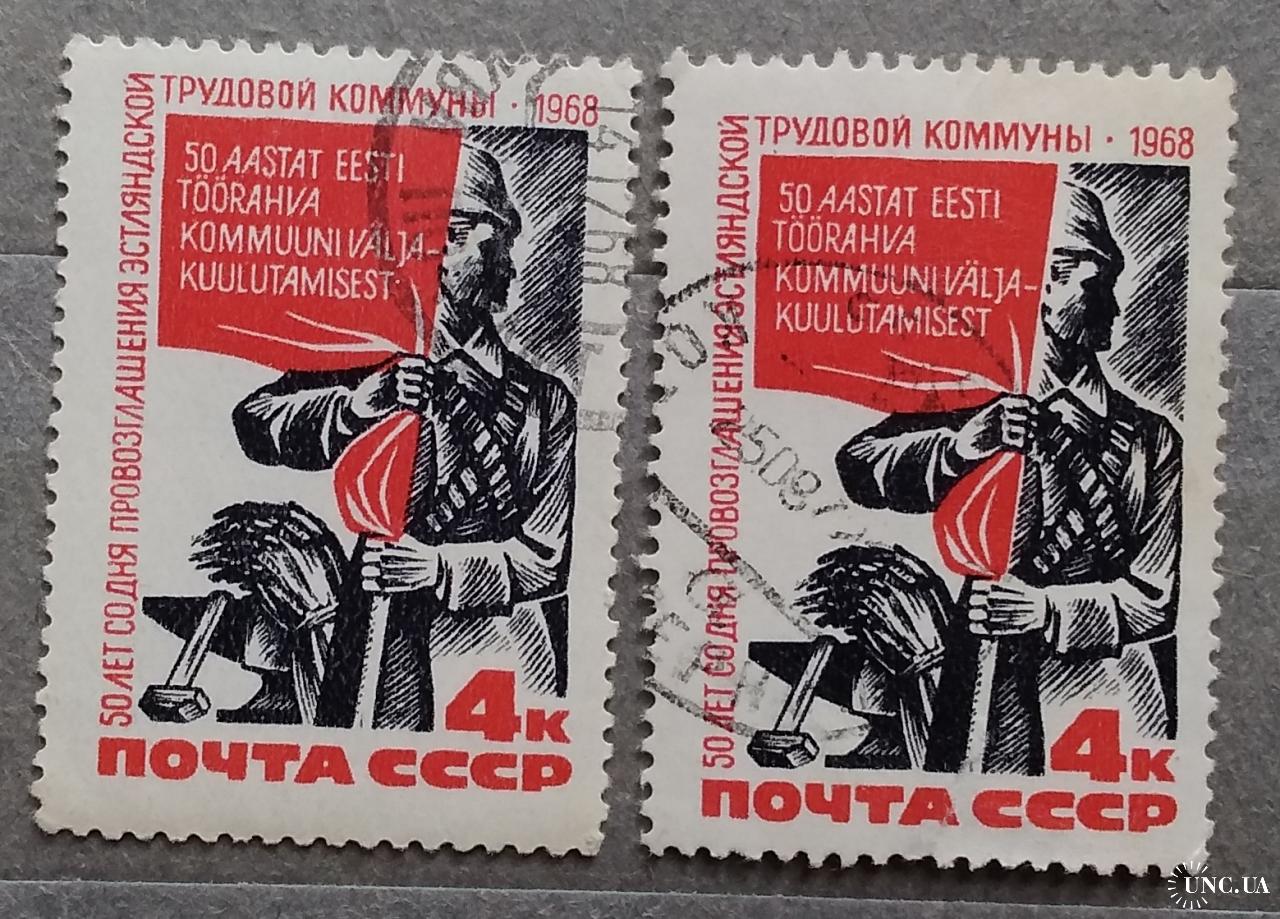 50 ЛЕТ СО ДНЯ ПРОВОЗГЛАШЕНИЯ ЭСТЛЯНДСКОЙ
ТРУДОВОЙ КОММУНЫ · 1968
50 AASTAT EESTI
TÖÖRAHVA
KOMMUUNI VÄLJA-
KUULUTAMISEST
4к
ПОЧТА СССР
50 ЛЕТ СО ДНЯ ПРОВОЗГЛАШЕНИЯ ЭСТЛЯНДСКОЙ
ТРУДОВОЙ КОММУНЫ · 1968
50 AASTAT EESTI
TÖÖRAHVA
KOMMUUNI VÄLJA-
KUULUTAMISEST
4к
ПОЧТА СССР
UNC.UA